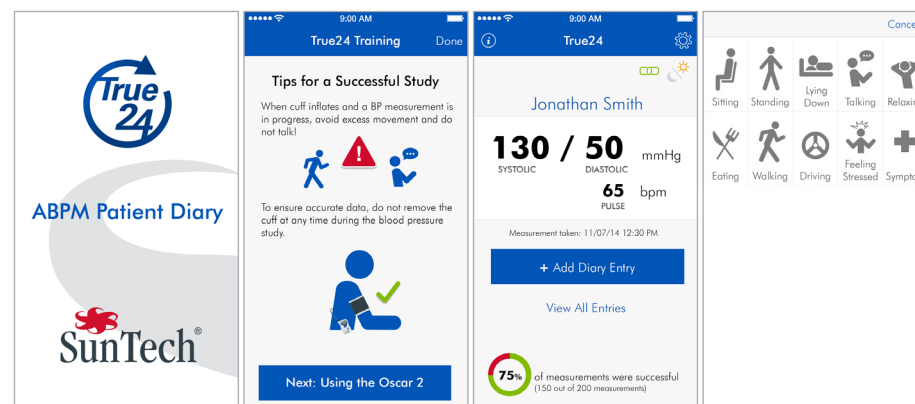 True
24
ABPM Patient Diary
SunTech®
9:00 AM
True24 Training
Done
Tips for a Successful Study
When cuff inflates and a BP measurement is
in progress, avoid excess movement and do
not talk!
To ensure accurate data, do not remove the
cuff at any time during the blood pressure
study.
Next: Using the Oscar 2
9:00 AM
i
True24
Jonathan Smith
130 / 50 mmHg
SYSTOLIC DIASTOLIC
65 bpm
PULSE
Measurement taken: 11/07/14 12:30 PM
+ Add Diary Entry
View All Entries
75% of measurements were successful
(150 out of 200 measurements)
Sitting Standing Lying
Down Talking
Eating Walking Driving Feeling
Stressed